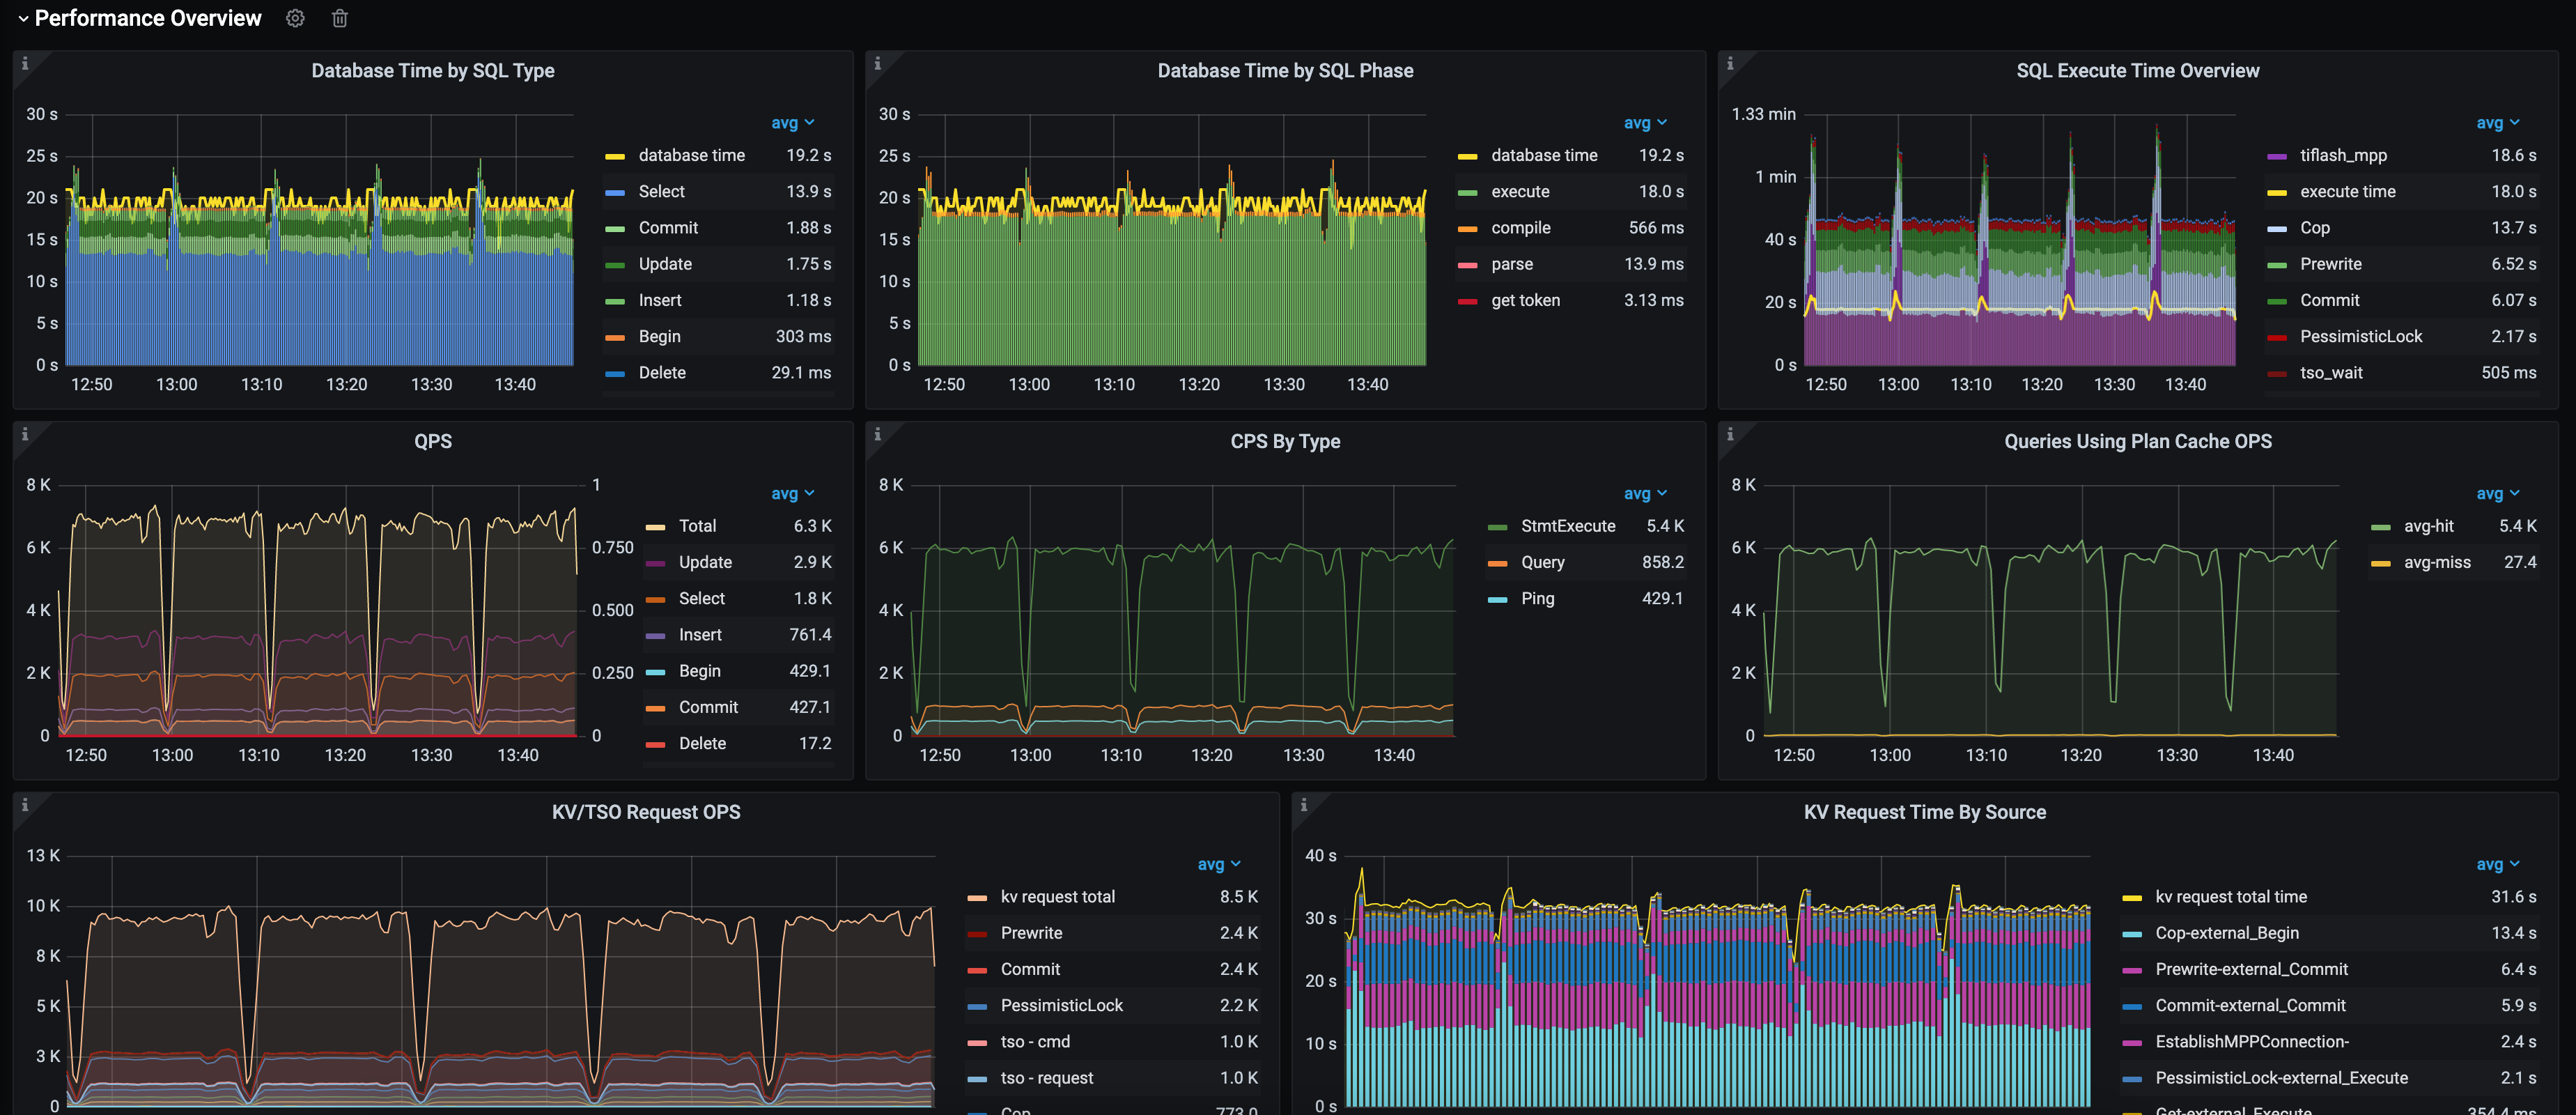 Performance Overview
Database Time by SQL Type
30 s
25 s
20 s
15 s
10 s
5 s
0 s
12:50 13:00 13:10 13:20 13:30 13:40
avg
database time 19.2 s
Select 13.9 s
Commit 1.88 s
Update 1.75 s
Insert 1.18 s
Begin 303 ms
Delete 29.1 ms
Database Time by SQL Phase
30 s
25 s
20 s
15 s
10 s
5 s
0 s
12:50 13:00 13:10 13:20 13:30 13:40
avg
database time 19.2 s
execute 18.0 s
compile 566 ms
parse 13.9 ms
get token 3.13 ms
SQL Execute Time Overview
1.33 min
1 min
40 s
20 s
0 s
12:50 13:00 13:10 13:20 13:30 13:40
avg
tiflash_mpp 18.6 s
execute time 18.0 s
Cop 13.7 s
Prewrite 6.52 s
Commit 6.07 s
PessimisticLock 2.17 s
tso_wait 505 ms
QPS
8 K
6 K
4 K
2 K
0
1
0.750
0.500
0.250
0
12:50 13:00 13:10 13:20 13:30 13:40
avg
Total 6.3 K
Update 2.9 K
Select 1.8 K
Insert 761.4
Begin 429.1
Commit 427.1
Delete 17.2
CPS By Type
8 K
6 K
4 K
2 K
0
12:50 13:00 13:10 13:20 13:30 13:40
avg
StmtExecute 5.4 K
Query 858.2
Ping 429.1
Queries Using Plan Cache OPS
8 K
6 K
4 K
2 K
0
12:50 13:00 13:10 13:20 13:30 13:40
avg
avg-hit 5.4 K
avg-miss 27.4
KV/TSO Request OPS
13 K
10 K
8 K
5 K
3 K
0
avg
kv request total 8.5 K
Prewrite 2.4 K
Commit 2.4 K
PessimisticLock 2.2 K
tso - cmd 1.0 K
tso - request 1.0 K
Cop 773.0
KV Request Time By Source
40 s
30 s
20 s
10 s
0 s
avg
kv request total time 31.6 s
Cop-external_Begin 13.4 s
Prewrite-external_Commit 6.4 s
Commit-external_Commit 5.9 s
EstablishMPPConnection- 2.4 s
PessimisticLock-external_Execute 2.1 s
Get-external_Execute 354.4 ms